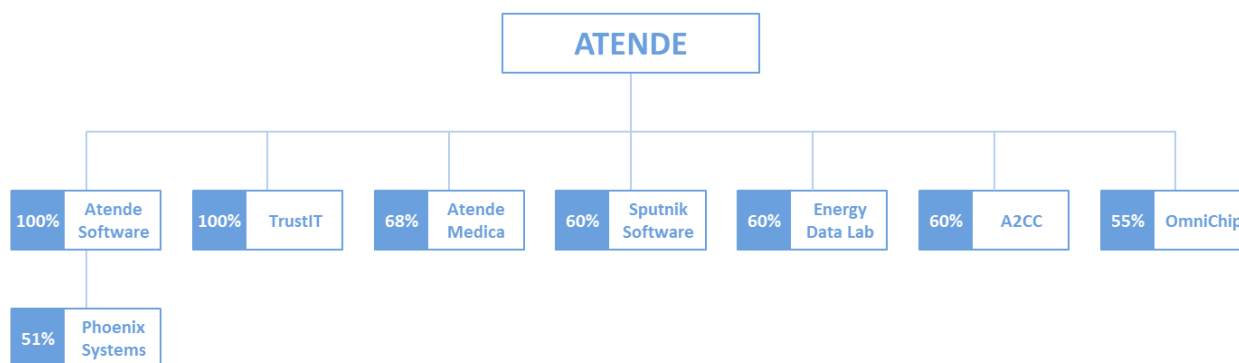 ATENDE
100%
Atende
Software
100%
TrustIT
68%
Atende
Medica
60%
Sputnik
Software
60%
Energy
Data Lab
60%
A2CC
55%
OmniChip
51%
Phoenix
Systems